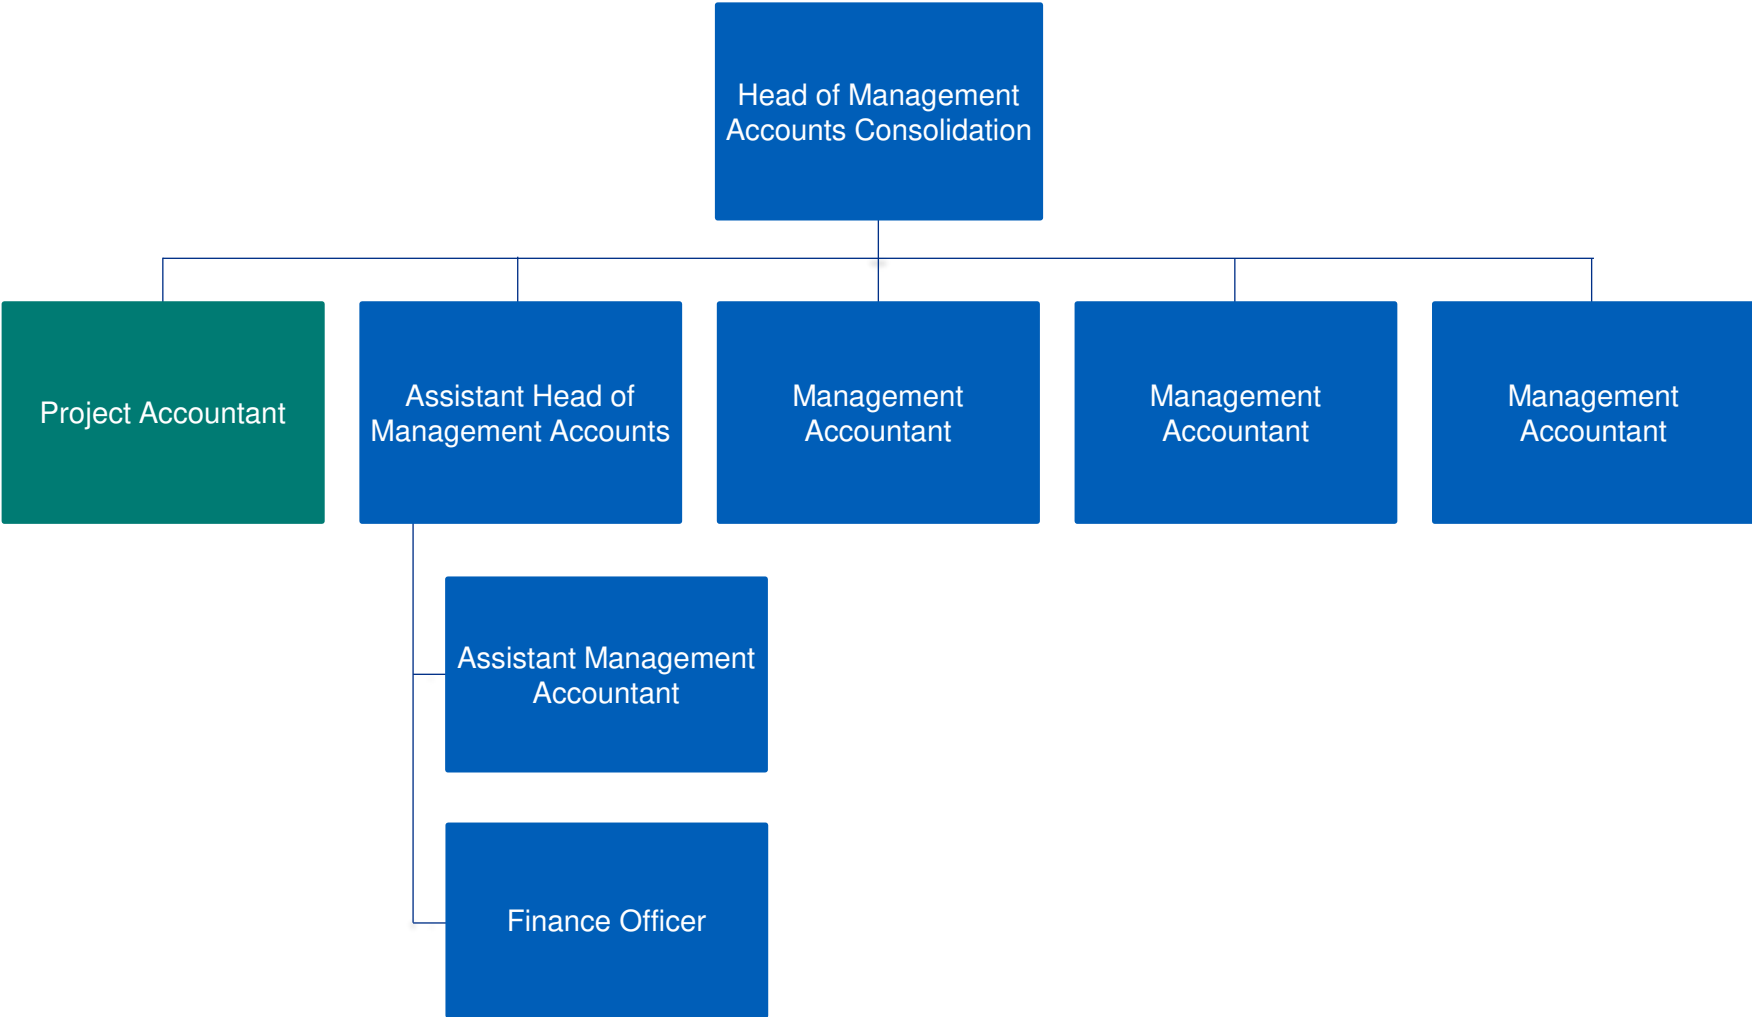 Head of Management
Accounts Consolidation
Project Accountant
Assistant Head of
Management Accounts
Management
Accountant
Management
Accountant
Management
Accountant
Assistant Management
Accountant
Finance Officer